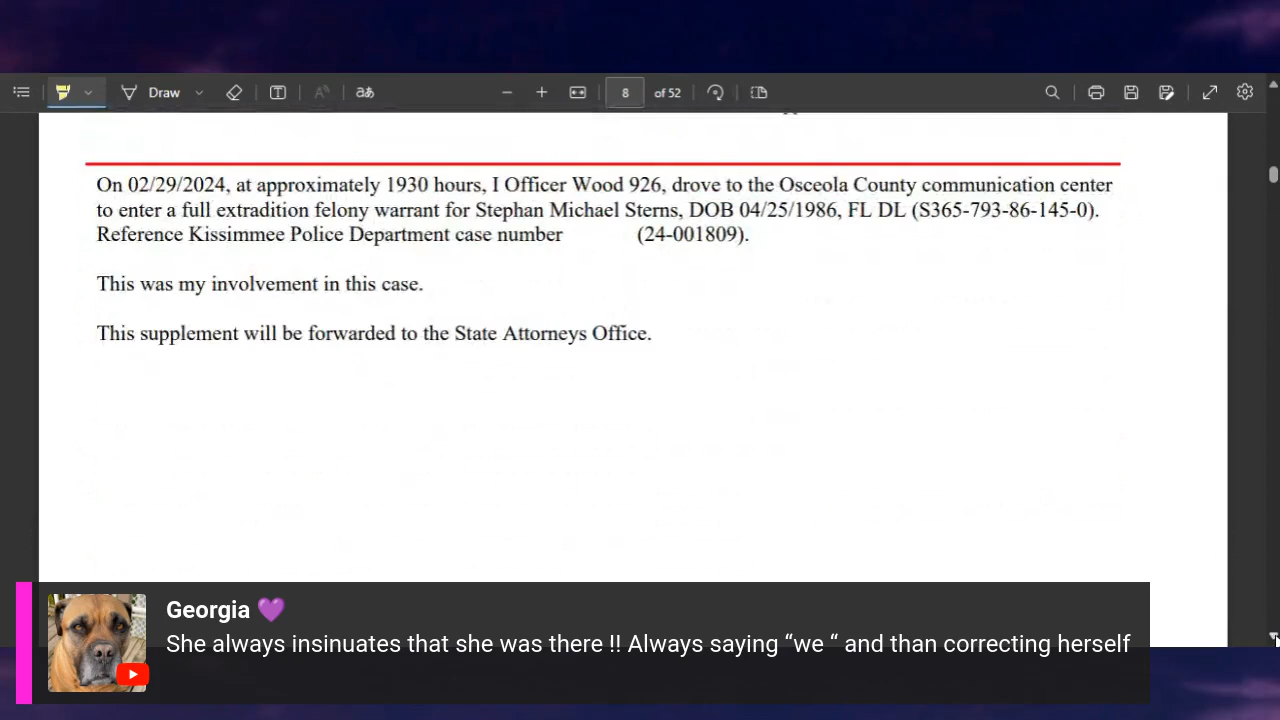 Draw
8 of 52
On 02/29/2024, at approximately 1930 hours, I Officer Wood 926, drove to the Osceola County communication center
to enter a full extradition felony warrant for Stephan Michael Sterns, DOB 04/25/1986, FL DL (S365-793-86-145-0).
Reference Kissimmee Police Department case number (24-001809).
This was my involvement in this case.
This supplement will be forwarded to the State Attorneys Office.
Georgia 💜
She always insinuates that she was there !! Always saying “we “ and than correcting herself